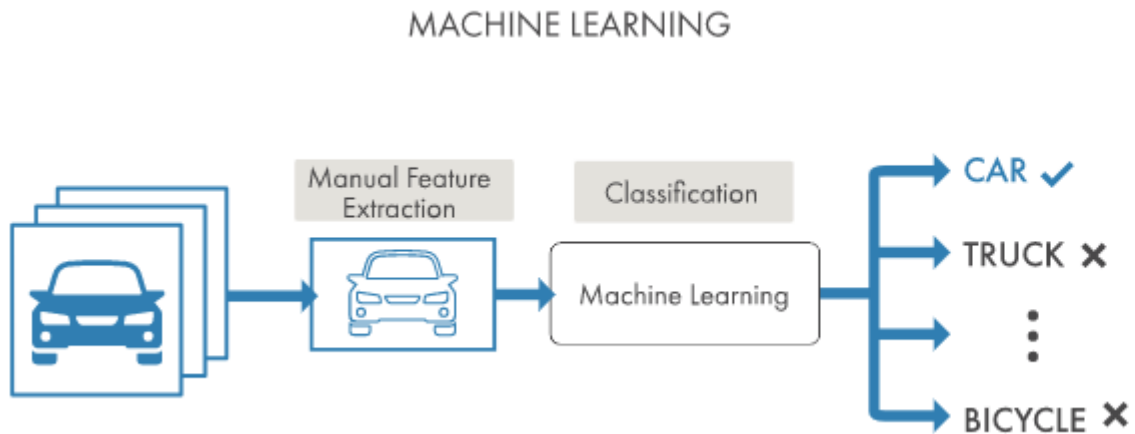 MACHINE LEARNING
Manual Feature
Extraction
Classification
Machine Learning
CAR
TRUCK
BICYCLE